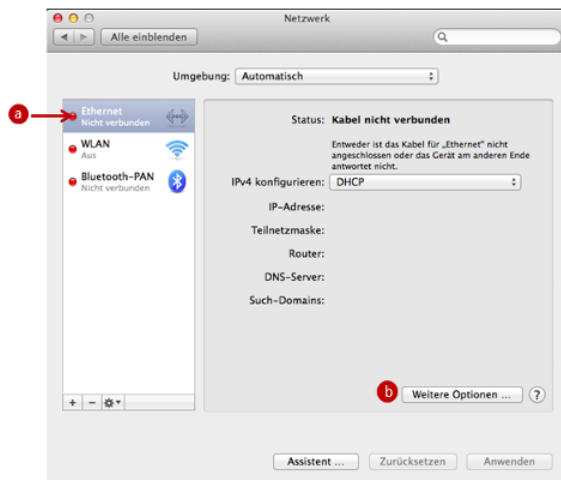 Netzwerk
Alle einblenden
Umgebung: Automatisch
a
Ethernet
Nicht verbunden
WLAN
Aus
Bluetooth-PAN
Nicht verbunden
Status: Kabel nicht verbunden
Entweder ist das Kabel für „Ethernet“ nicht
angeschlossen oder das Gerät am anderen Ende
antwortet nicht.
IPv4 konfigurieren: DHCP
IP-Adresse:
Teilnetzmaske:
Router:
DNS-Server:
Such-Domains:
b Weitere Optionen ... ?
+ −
Assistent ... Zurücksetzen Anwenden